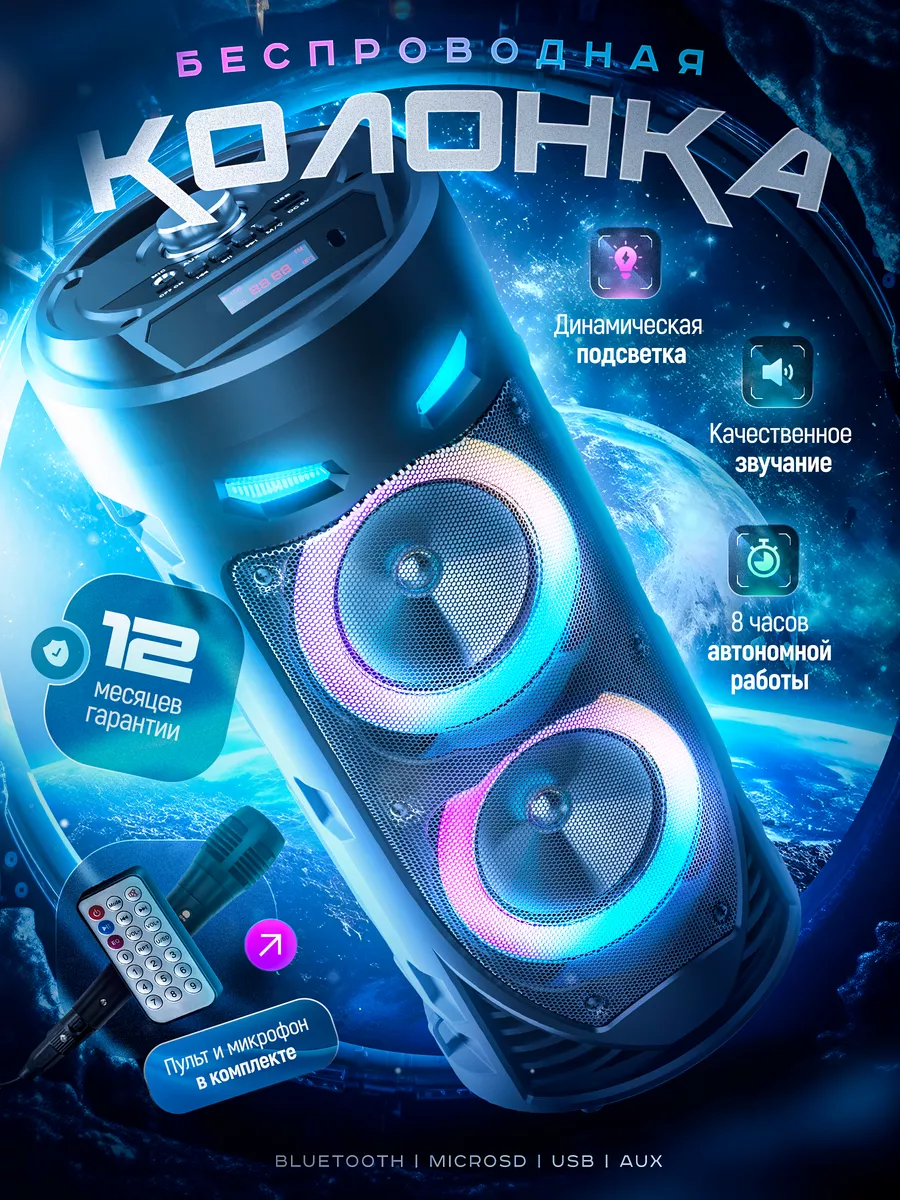 БЕСПРОВОДНАЯ
КОЛОНКА
Динамическая
подсветка
Качественное
звучание
8 часов
автономной
работы
12
месяцев
гарантии
Пульт и микрофон
в комплекте
BLUETOOTH | MICROSD | USB | AUX